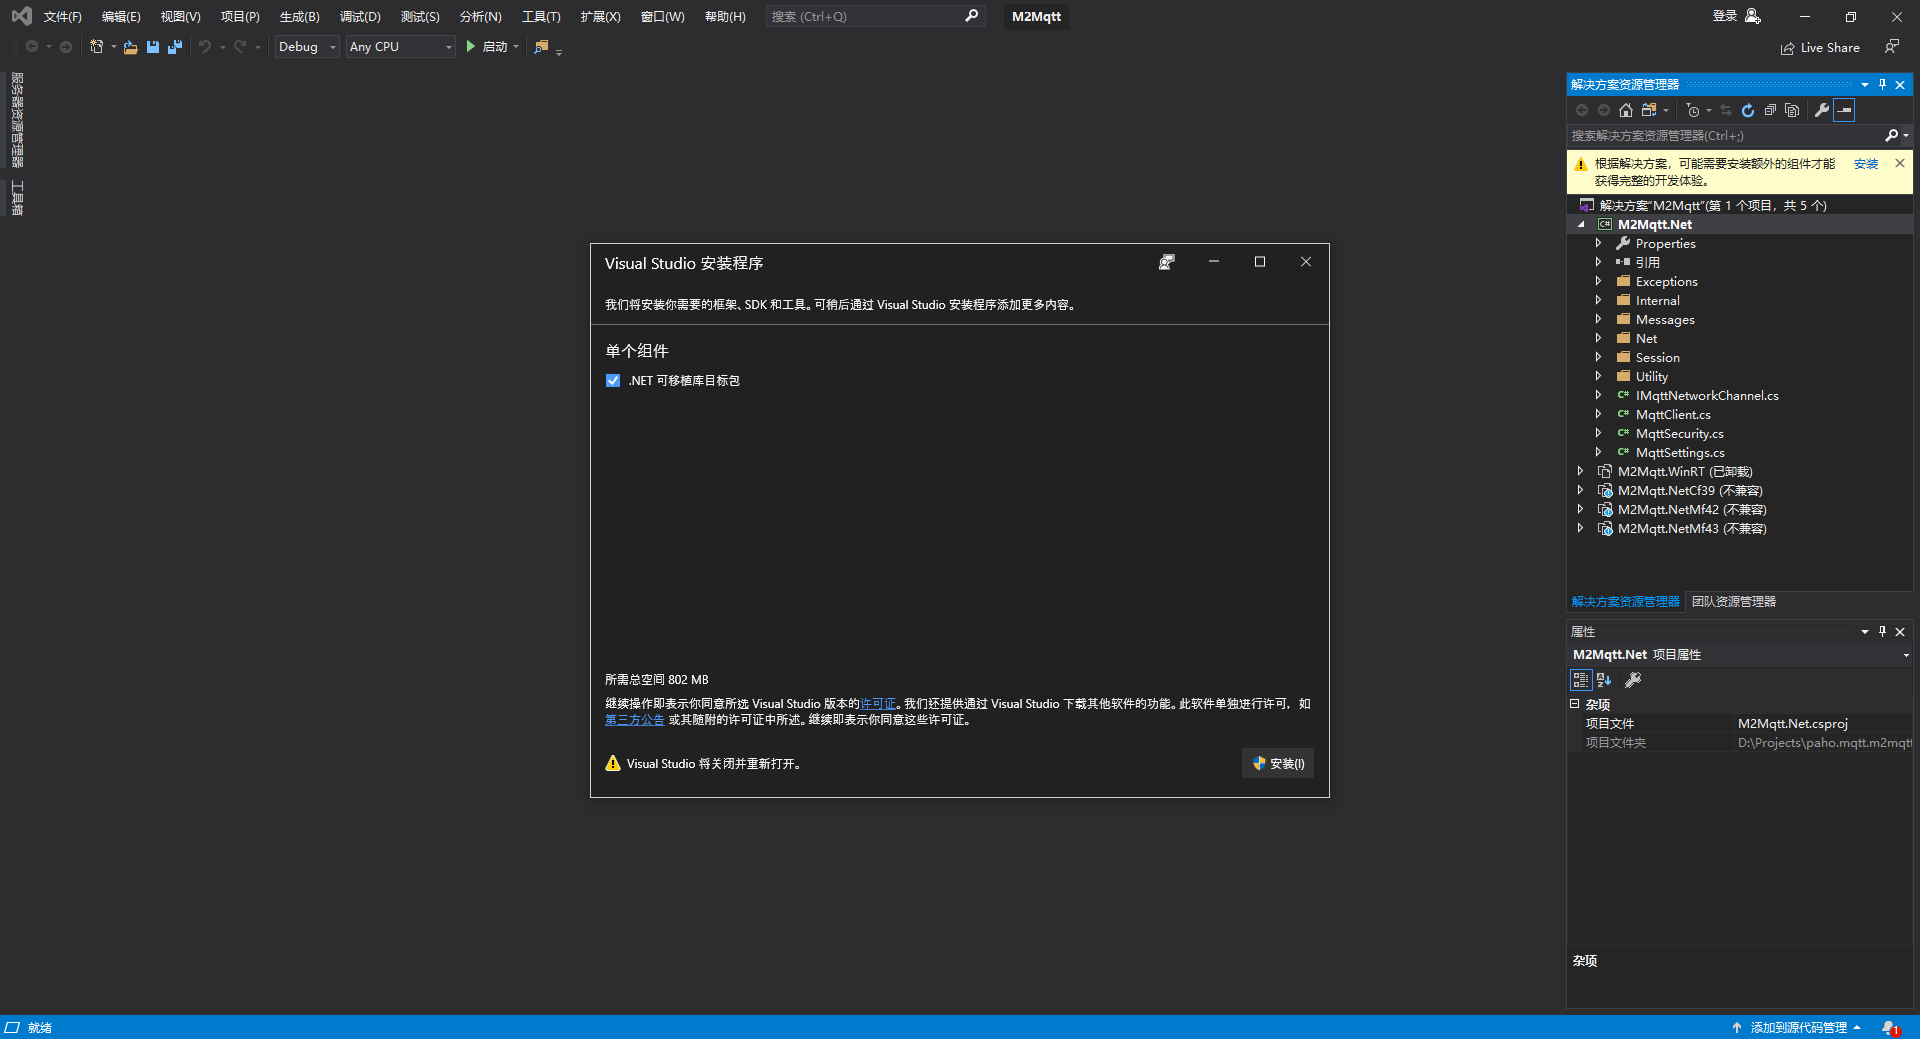 文件(F) 编辑(E) 视图(V) 项目(P) 生成(B) 调试(D) 测试(S) 分析(N) 工具(T) 扩展(X) 窗口(W) 帮助(H) 搜索 (Ctrl+Q) M2Mqtt 登录
Debug Any CPU 启动 Live Share
服务器资源管理器
工具箱
Visual Studio 安装程序
我们将安装你需要的框架、SDK 和工具。可稍后通过 Visual Studio 安装程序添加更多内容。
单个组件
.NET 可移植库目标包
所需总空间 802 MB
继续操作即表示你同意所选 Visual Studio 版本的许可证。我们还提供通过 Visual Studio 下载其他软件的功能。此软件单独进行许可，如
第三方公告 或其随附的许可证中所述。继续即表示你同意这些许可证。
Visual Studio 将关闭并重新打开。
安装(I)
解决方案资源管理器
搜索解决方案资源管理器(Ctrl+;)
根据解决方案，可能需要安装额外的组件才能 安装
获得完整的开发体验。
解决方案"M2Mqtt"(第 1 个项目，共 5 个)
C# M2Mqtt.Net
Properties
引用
Exceptions
Internal
Messages
Net
Session
Utility
C# IMqttNetworkChannel.cs
C# MqttClient.cs
C# MqttSecurity.cs
C# MqttSettings.cs
M2Mqtt.WinRT (已卸载)
M2Mqtt.NetCf39 (不兼容)
M2Mqtt.NetMf42 (不兼容)
M2Mqtt.NetMf43 (不兼容)
解决方案资源管理器 团队资源管理器
属性
M2Mqtt.Net 项目属性
杂项
项目文件 M2Mqtt.Net.csproj
项目文件夹 D:\Projects\paho.mqtt.m2mqtt
杂项
就绪 添加到源代码管理 1